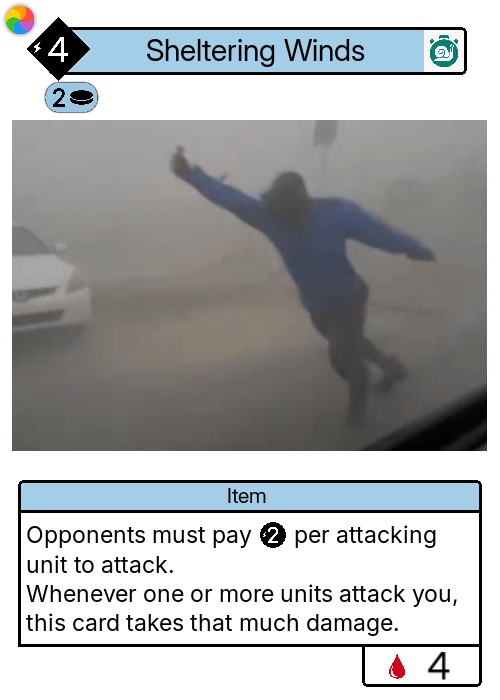 4
Sheltering Winds
2
Item
Opponents must pay 2 per attacking
unit to attack.
Whenever one or more units attack you,
this card takes that much damage.
4